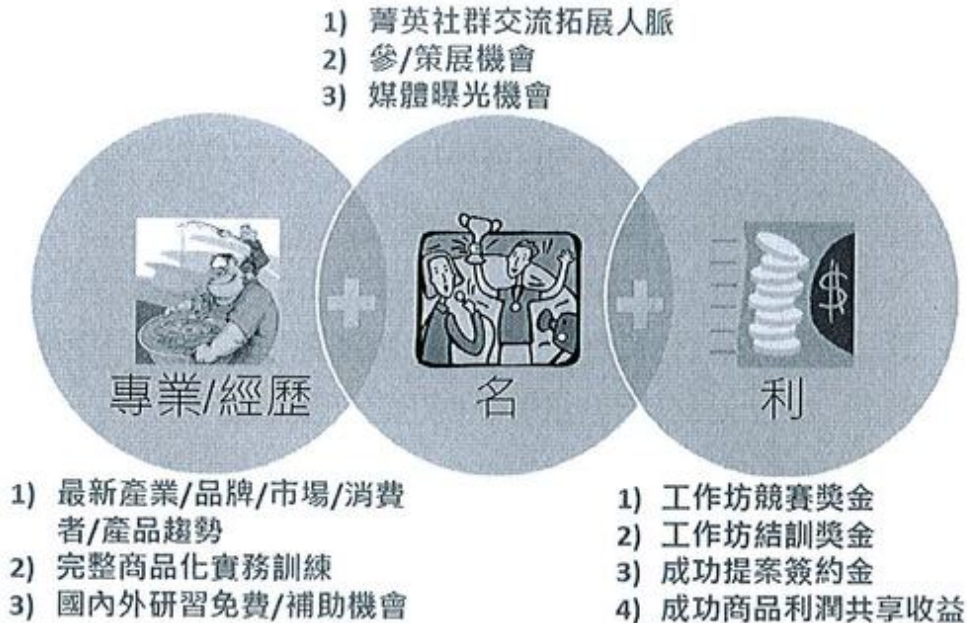 1) 菁英社群交流拓展人脈
2) 參/策展機會
3) 媒體曝光機會
專業/經歷
名
利
1) 最新產業/品牌/市場/消費
者/產品趨勢
2) 完整商品化實務訓練
3) 國內外研習免費/補助機會
1) 工作坊競賽獎金
2) 工作坊結訓獎金
3) 成功提案簽約金
4) 成功商品利潤共享收益